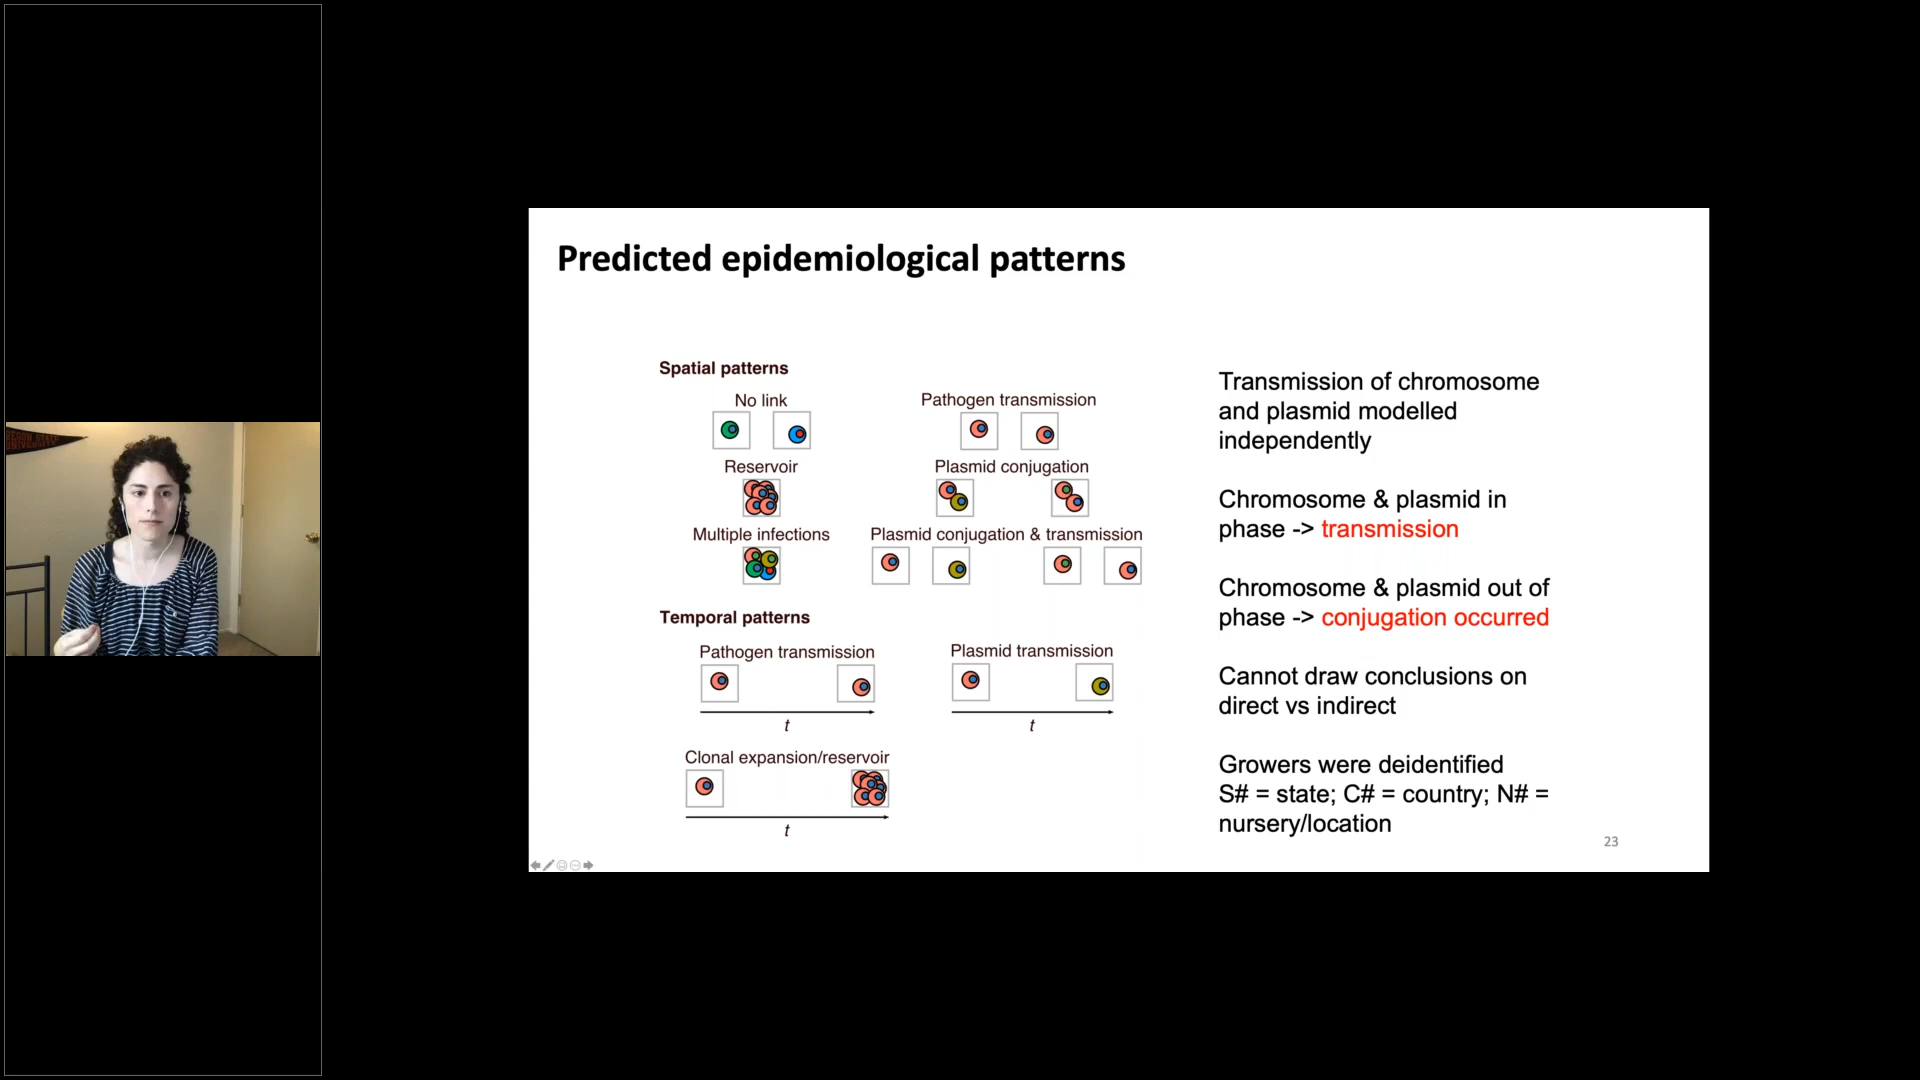 Predicted epidemiological patterns
Spatial patterns
No link
Pathogen transmission
Reservoir
Plasmid conjugation
Multiple infections
Plasmid conjugation & transmission
Temporal patterns
Pathogen transmission
Plasmid transmission
t
t
Clonal expansion/reservoir
t
Transmission of chromosome
and plasmid modelled
independently
Chromosome & plasmid in
phase -> transmission
Chromosome & plasmid out of
phase -> conjugation occurred
Cannot draw conclusions on
direct vs indirect
Growers were deidentified
S# = state; C# = country; N# =
nursery/location
23